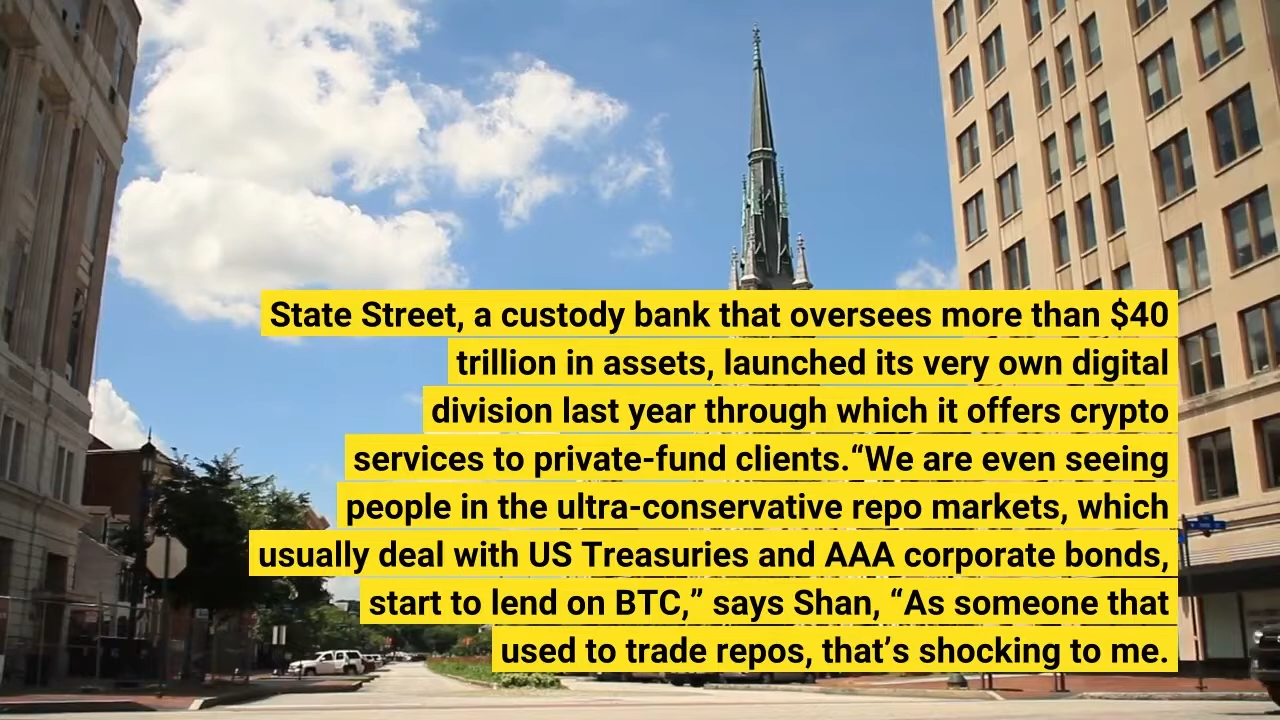 State Street, a custody bank that oversees more than $40
trillion in assets, launched its very own digital
division last year through which it offers crypto
services to private-fund clients.“We are even seeing
people in the ultra-conservative repo markets, which
usually deal with US Treasuries and AAA corporate bonds,
start to lend on BTC,” says Shan, “As someone that
used to trade repos, that’s shocking to me.